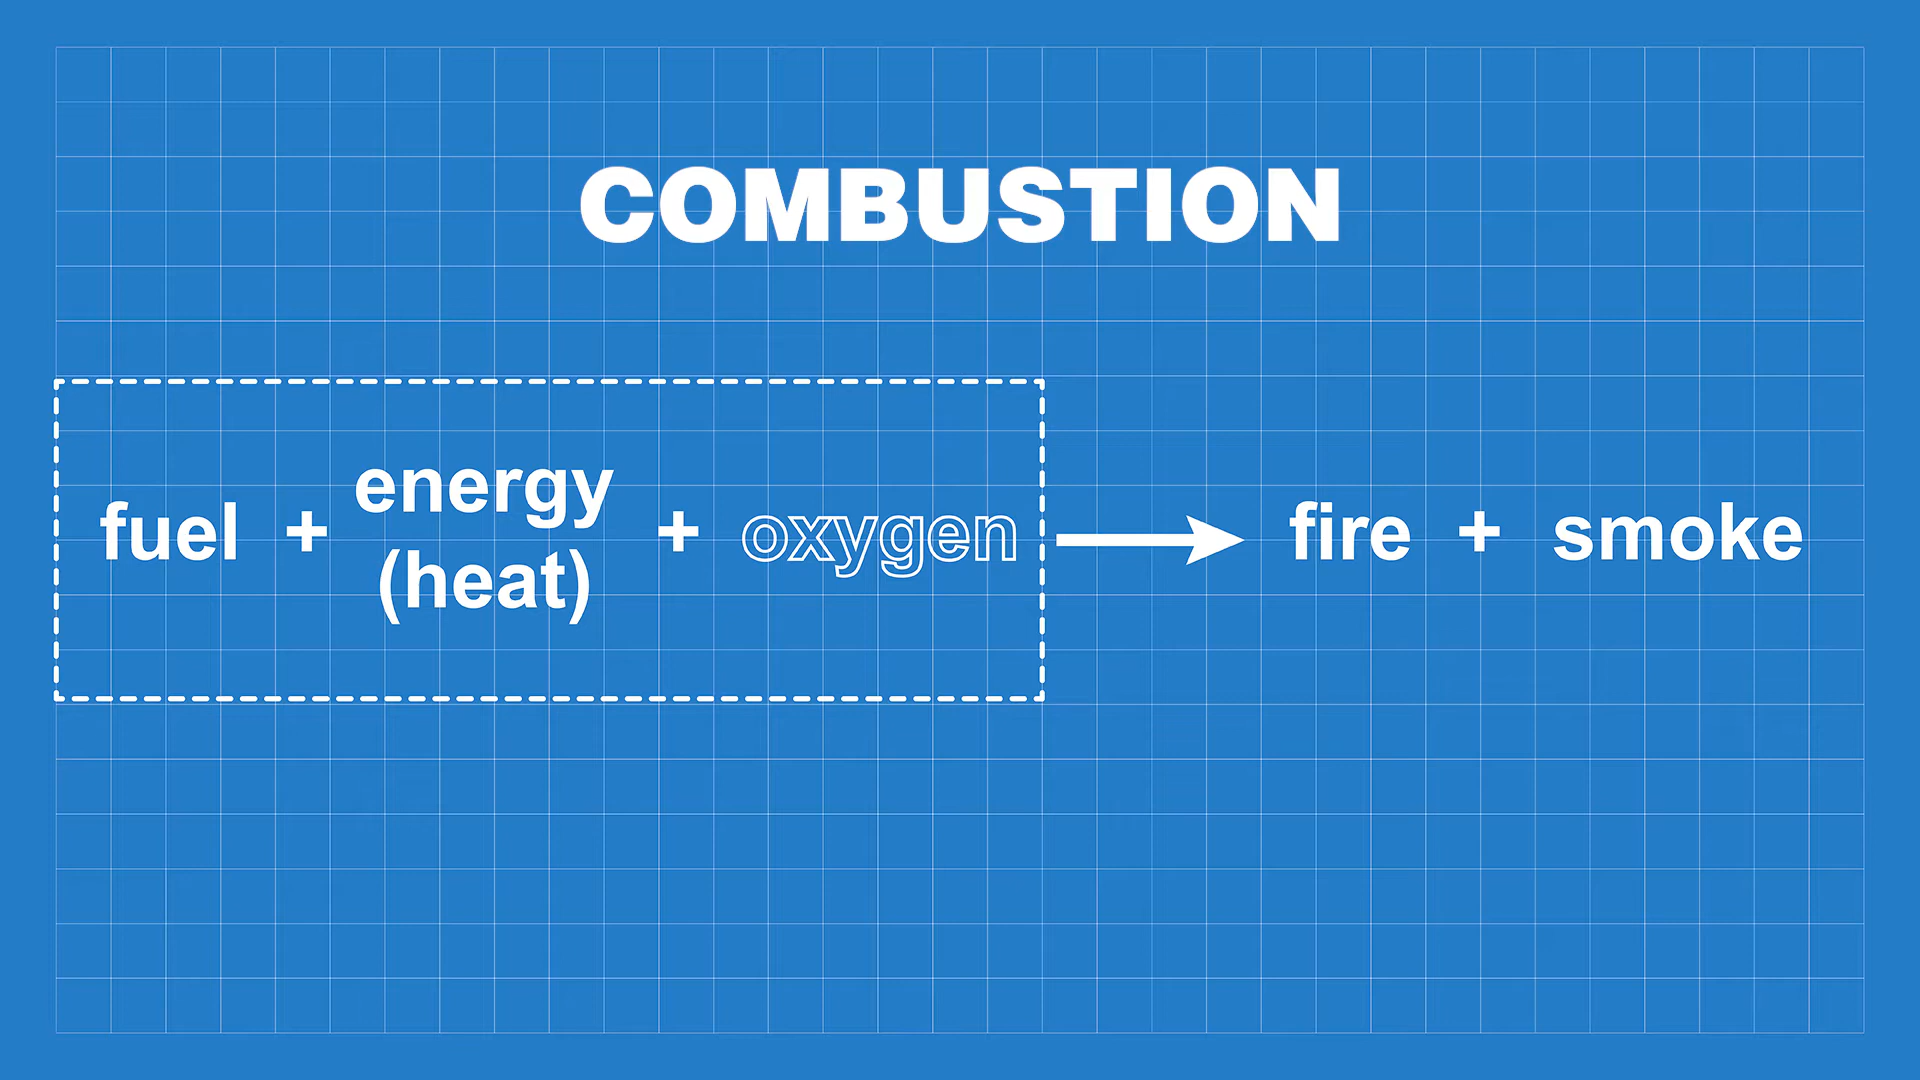 COMBUSTION
fuel + energy (heat) + oxygen → fire + smoke